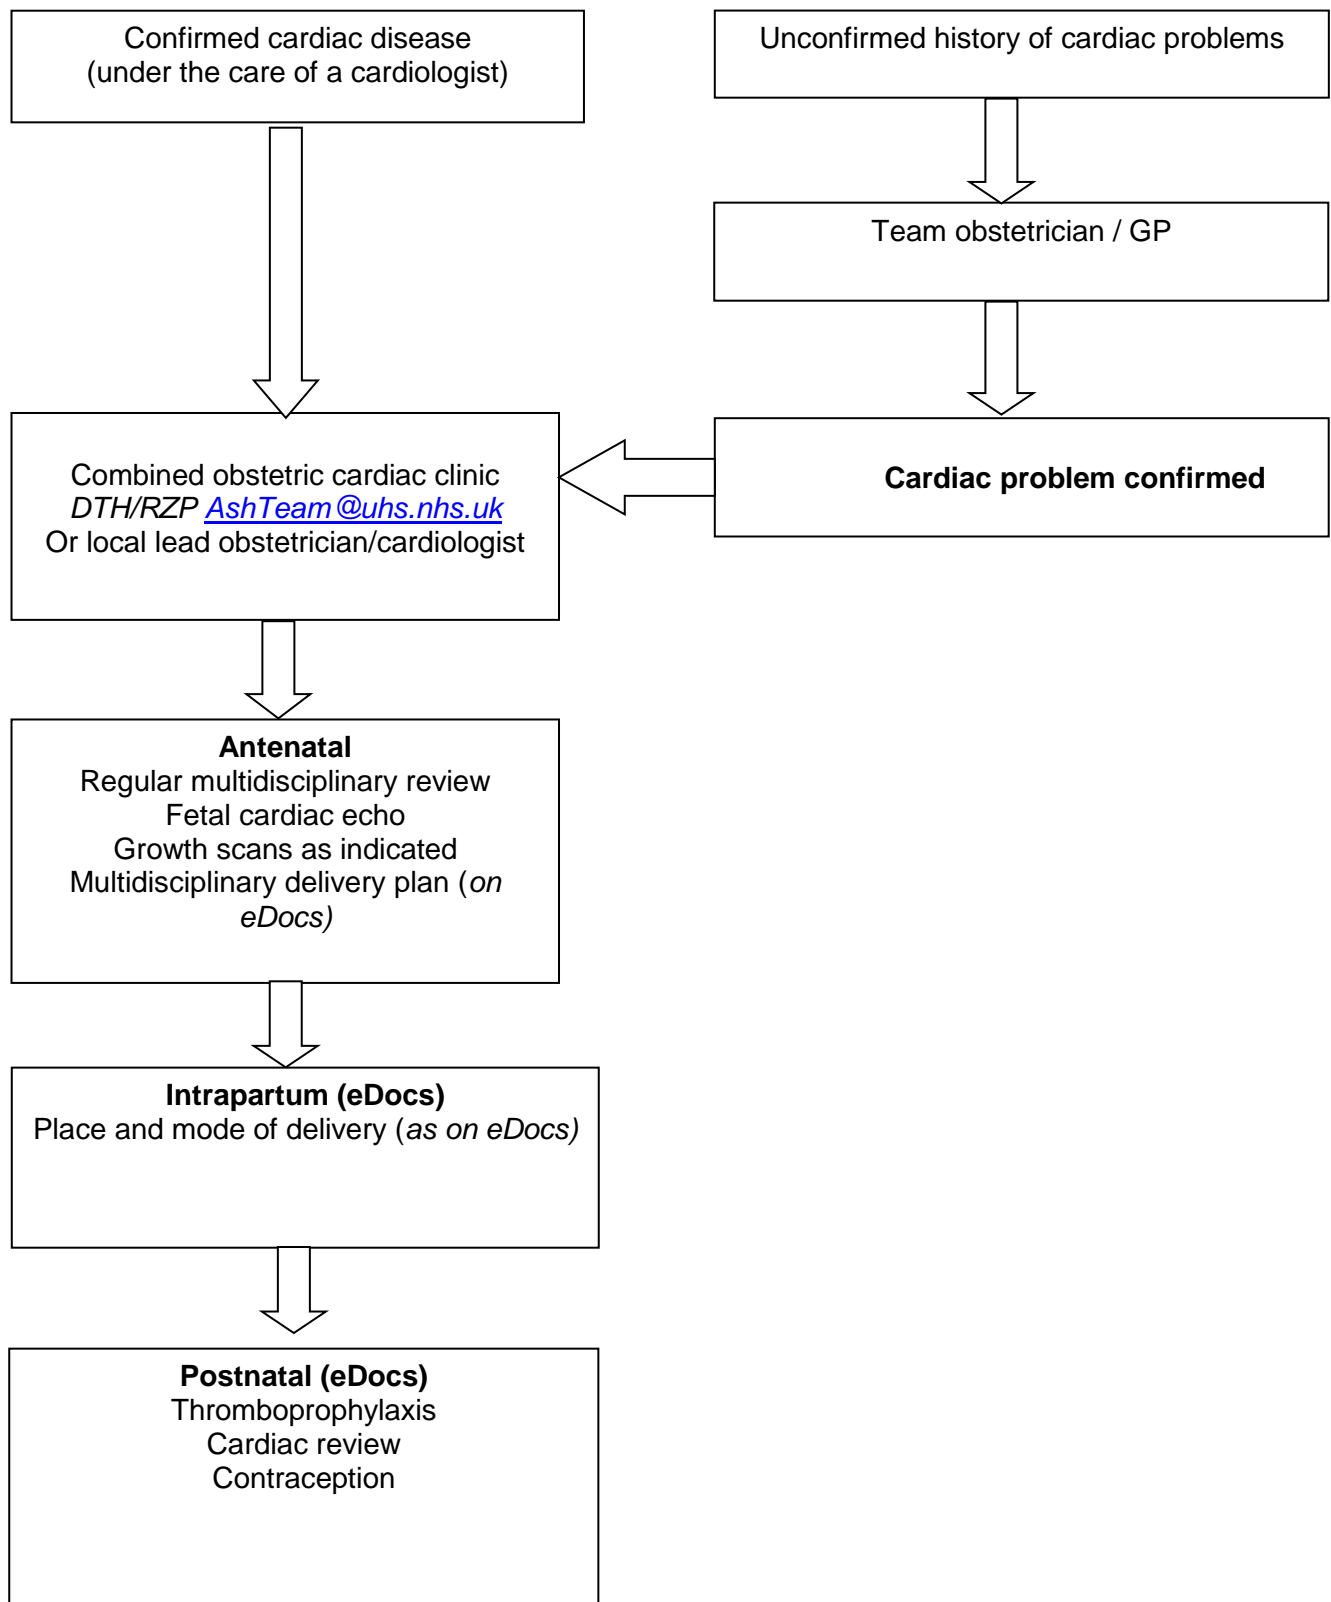 Confirmed cardiac disease
(under the care of a cardiologist)
Unconfirmed history of cardiac problems
Team obstetrician / GP
Cardiac problem confirmed
Combined obstetric cardiac clinic
DTH/RZP AshTeam@uhs.nhs.uk
Or local lead obstetrician/cardiologist
Antenatal
Regular multidisciplinary review
Fetal cardiac echo
Growth scans as indicated
Multidisciplinary delivery plan (on
eDocs)
Intrapartum (eDocs)
Place and mode of delivery (as on eDocs)
Postnatal (eDocs)
Thromboprophylaxis
Cardiac review
Contraception